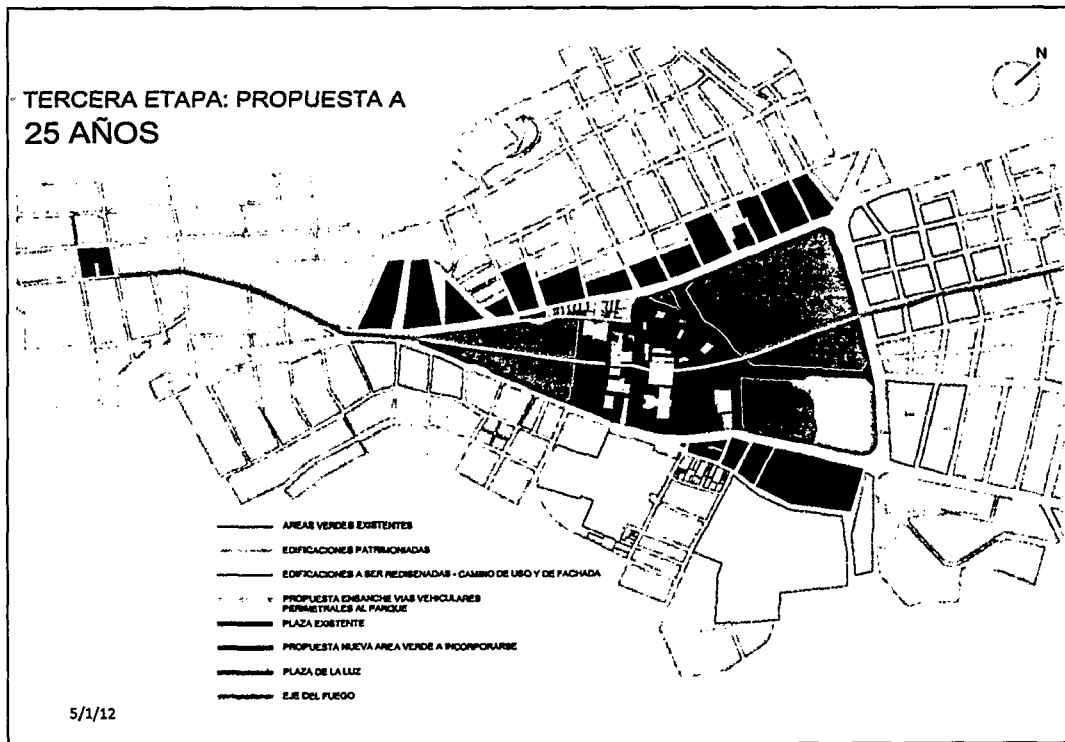 N
TERCERA ETAPA: PROPUESTA A
25 AÑOS
AREAS VERDES EXISTENTES
EDIFICACIONES PATRIMONIADAS
EDIFICACIONES A SER REDISENADAS - CAMINO DE USO Y DE FACHADA
PROPUESTA ENSANCHE VIAS VEHICULARES
PERIMETRALES AL PARQUE
PLAZA EXISTENTE
PROPUESTA NUEVA AREA VERDE A INCORPORARSE
PLAZA DE LA LUZ
EJE DEL FUEGO
5/1/12